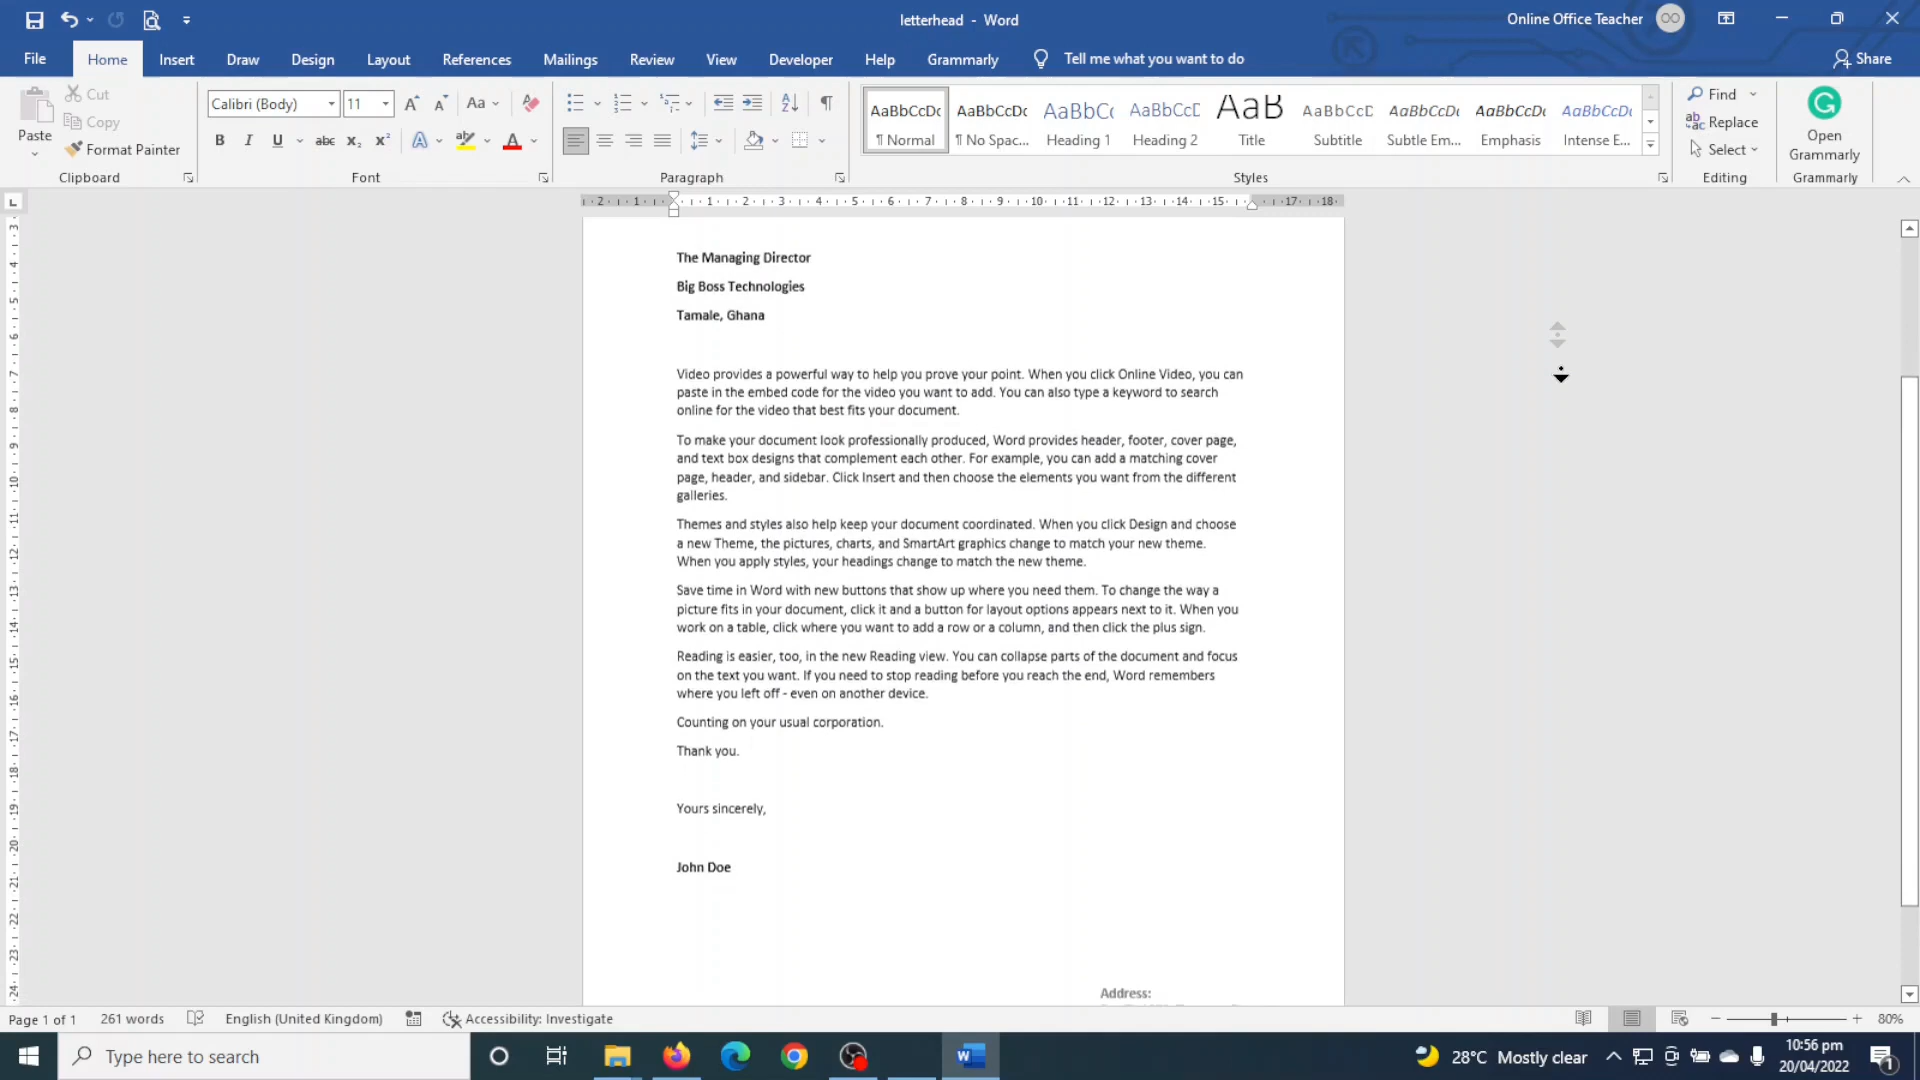 letterhead - Word
Online Office Teacher
OO
File
Home
Insert
Draw
Design
Layout
References
Mailings
Review
View
Developer
Help
Grammarly
Tell me what you want to do
Share
Paste
Cut
Copy
Format Painter
Clipboard
Calibri (Body)
11
Font
Paragraph
AaBbCcDc
¶ Normal
AaBbCcDc
¶ No Spac...
AaBbCc
Heading 1
AaBbCcD
Heading 2
AaB
Title
AaBbCcD
Subtitle
AaBbCcDc
Subtle Em...
AaBbCcDc
Emphasis
AaBbCcDc
Intense E...
Styles
Find
Replace
Select
Editing
Open
Grammarly
Grammarly
The Managing Director
Big Boss Technologies
Tamale, Ghana
Video provides a powerful way to help you prove your point. When you click Online Video, you can
paste in the embed code for the video you want to add. You can also type a keyword to search
online for the video that best fits your document.
To make your document look professionally produced, Word provides header, footer, cover page,
and text box designs that complement each other. For example, you can add a matching cover
page, header, and sidebar. Click Insert and then choose the elements you want from the different
galleries.
Themes and styles also help keep your document coordinated. When you click Design and choose
a new Theme, the pictures, charts, and SmartArt graphics change to match your new theme.
When you apply styles, your headings change to match the new theme.
Save time in Word with new buttons that show up where you need them. To change the way a
picture fits in your document, click it and a button for layout options appears next to it. When you
work on a table, click where you want to add a row or a column, and then click the plus sign.
Reading is easier, too, in the new Reading view. You can collapse parts of the document and focus
on the text you want. If you need to stop reading before you reach the end, Word remembers
where you left off - even on another device.
Counting on your usual corporation.
Thank you.
Yours sincerely,
John Doe
Address:
Page 1 of 1
261 words
English (United Kingdom)
Accessibility: Investigate
80%
Type here to search
28°C Mostly clear
10:56 pm
20/04/2022
1